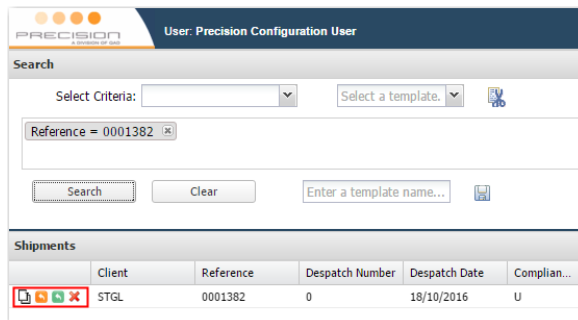 PRECISION
A DIVISION OF QAD
User: Precision Configuration User
Search
Select Criteria:
Select a template.
Reference = 0001382
Search Clear Enter a template name...
Shipments
Client Reference Despatch Number Despatch Date Complian...
STGL 0001382 0 18/10/2016 U